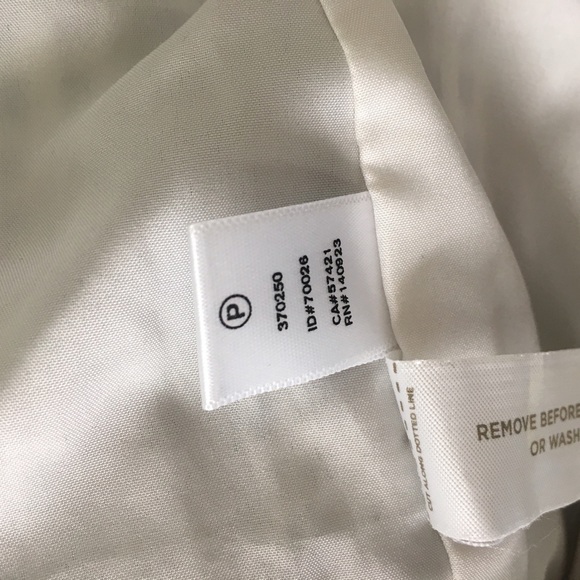 P
370250
ID#70026
CA#57421
RN#140923
CUT ALONG DOTTED LINE
REMOVE BEFORE
OR WASH